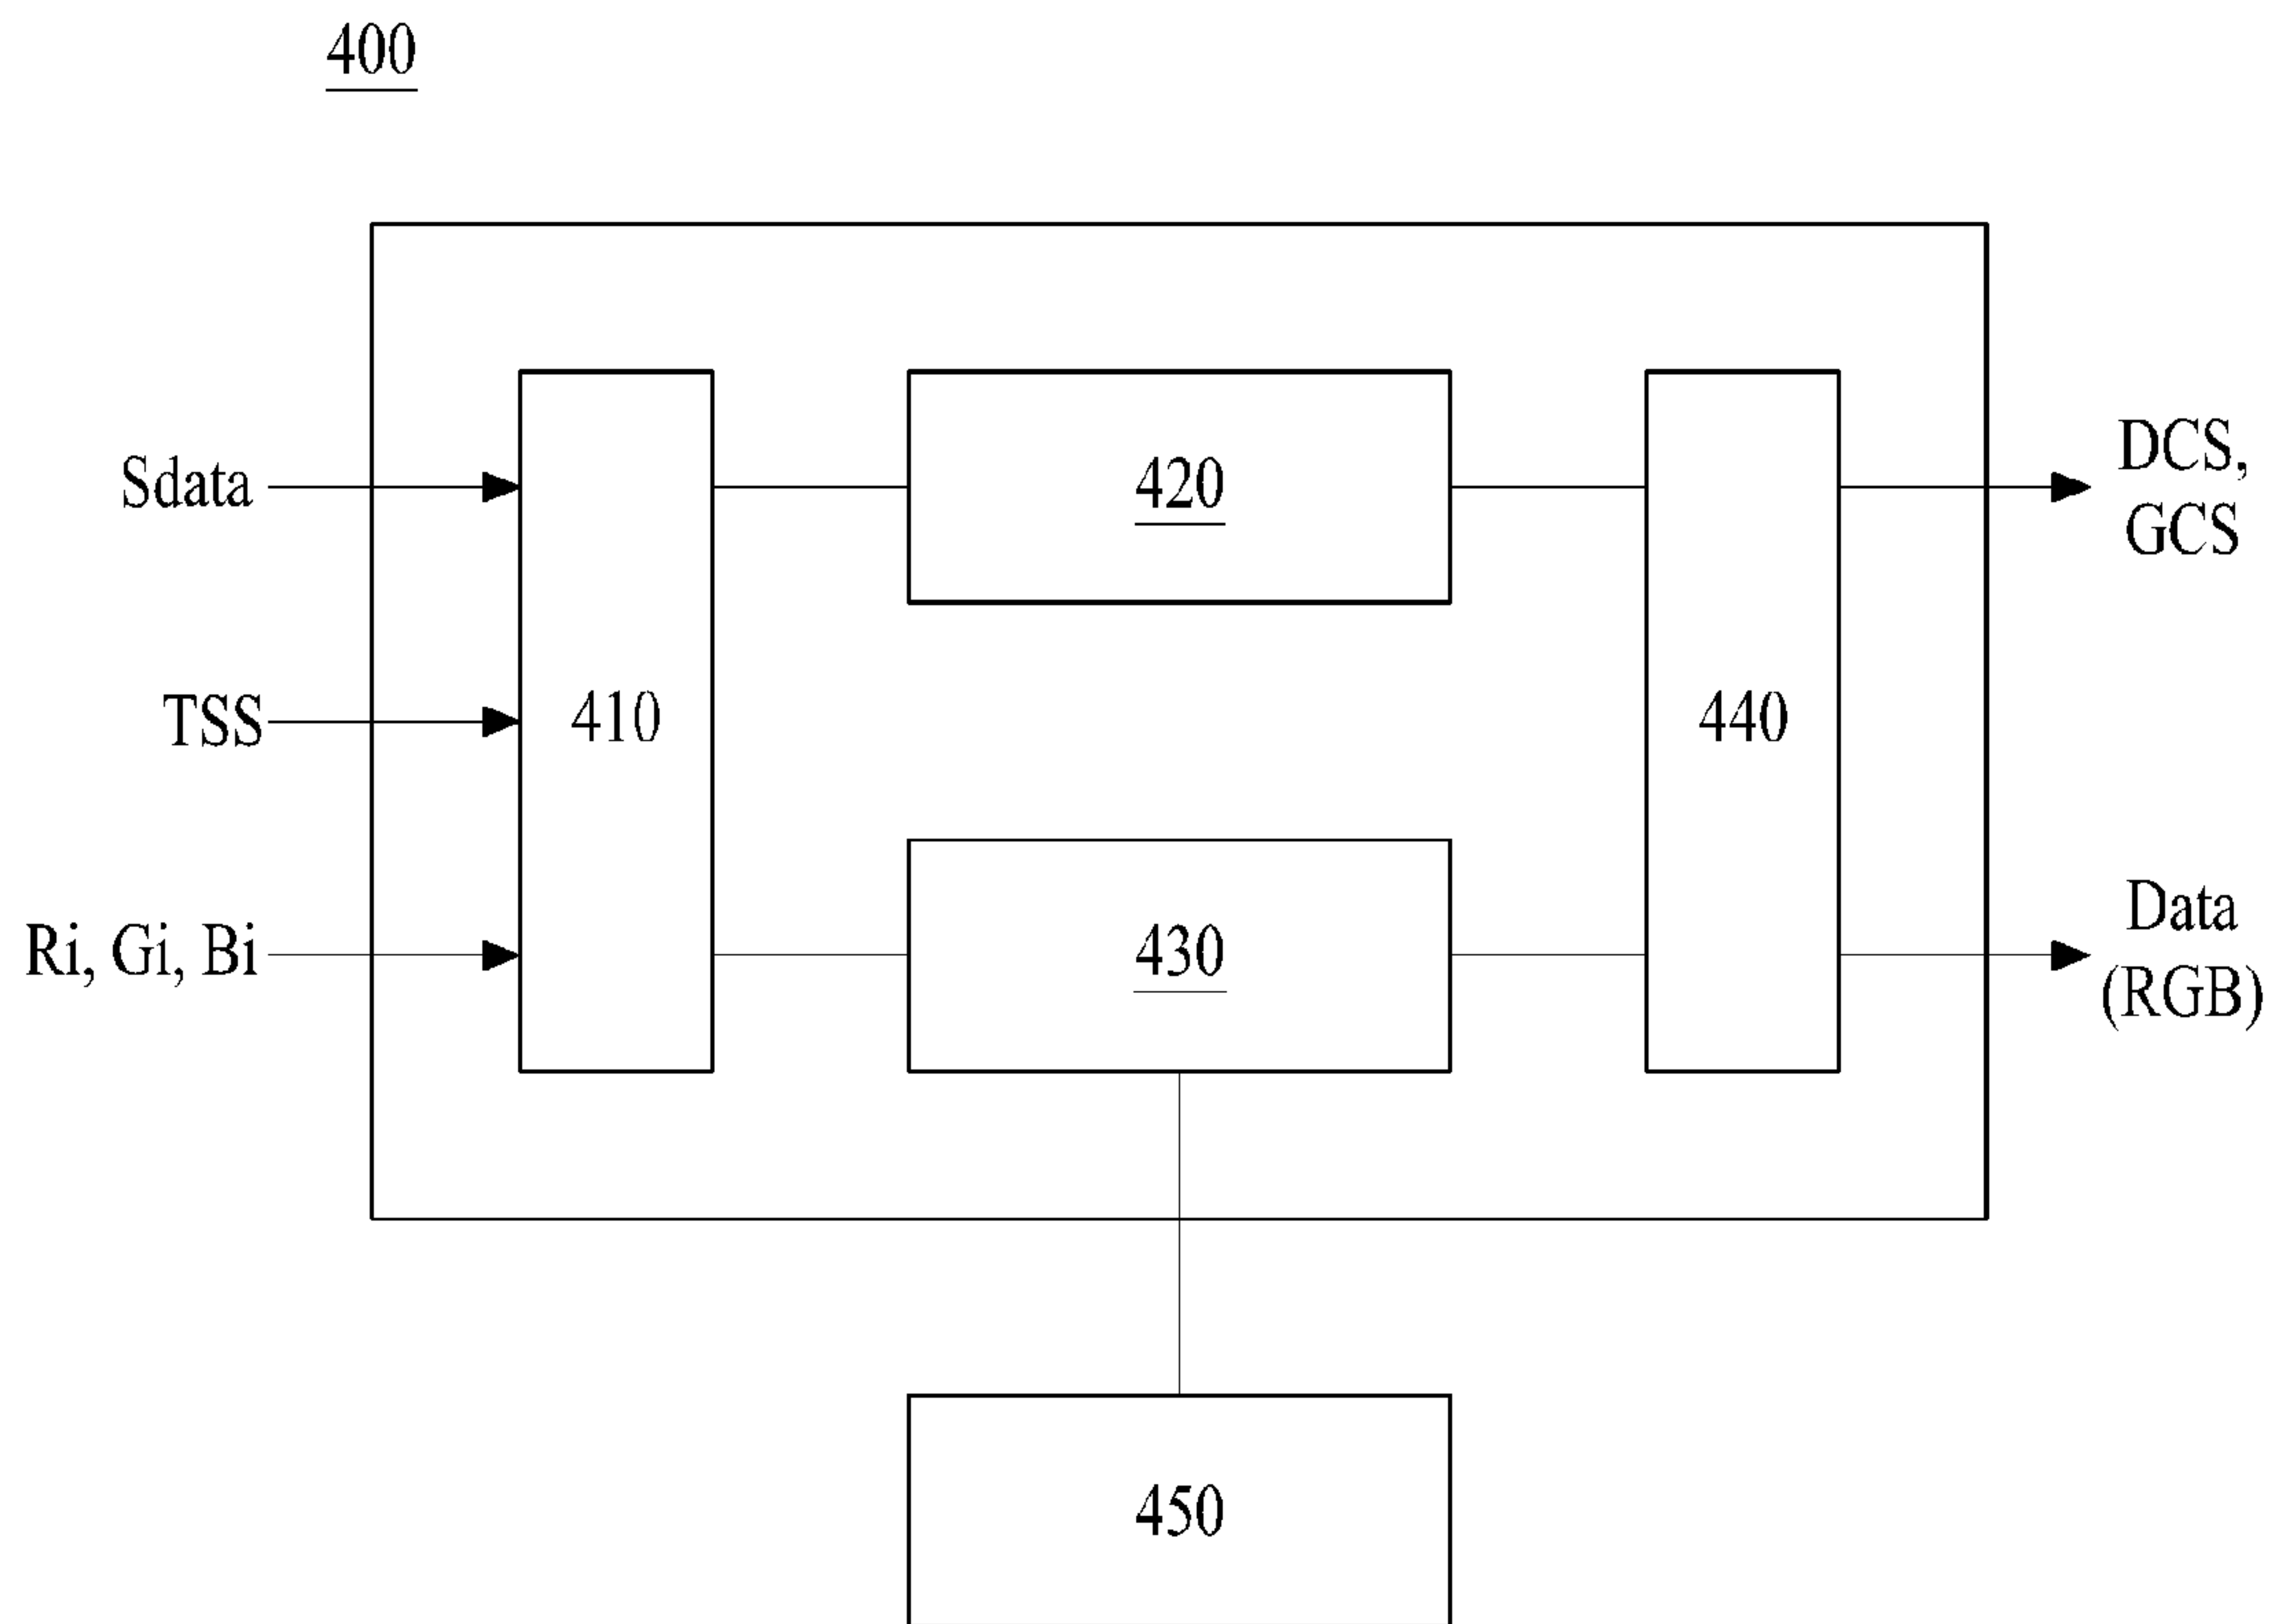 400
Sdata
TSS
Ri, Gi, Bi
410
420
430
440
DCS,
GCS
Data
(RGB)
450